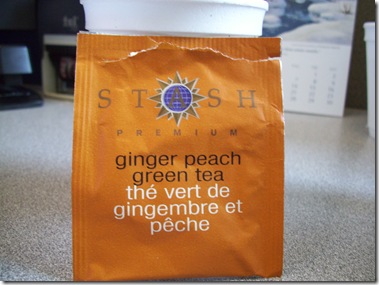 STASH
PREMIUM
ginger peach
green tea
thé vert de
gingembre et
pêche